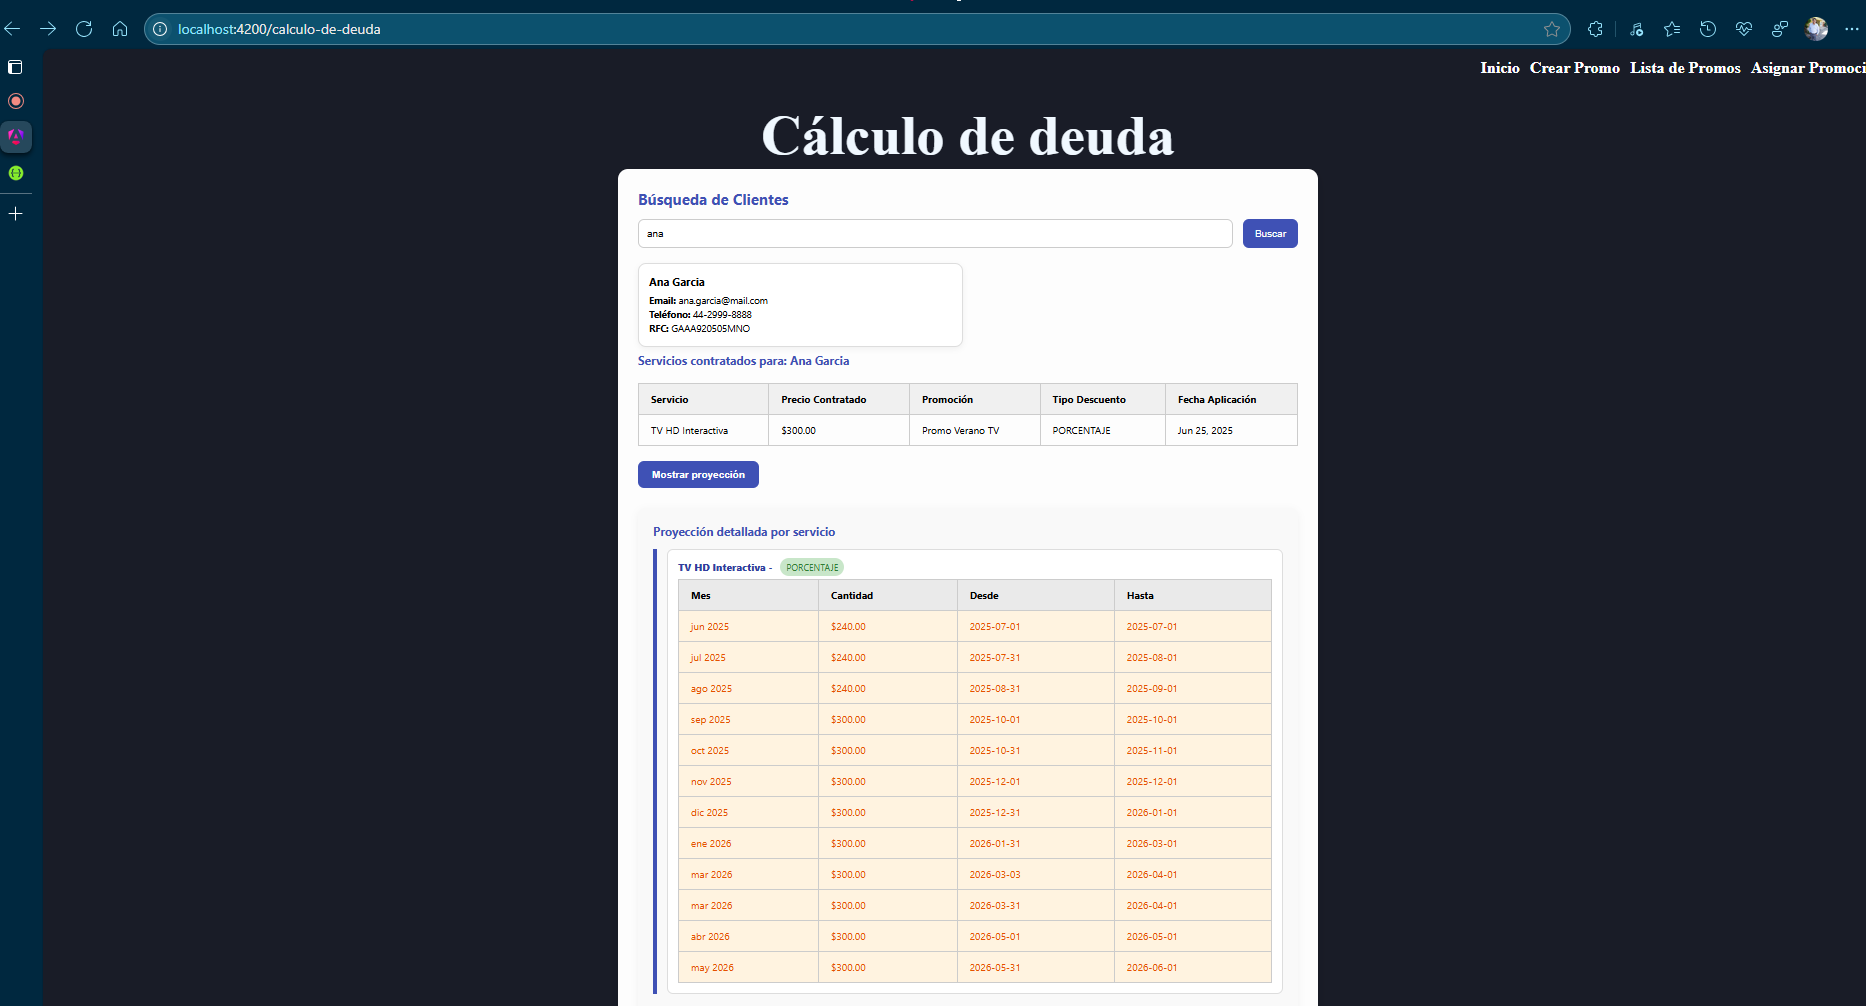 localhost:4200/calculo-de-deuda
Inicio Crear Promo Lista de Promos Asignar Promoci
Cálculo de deuda
Búsqueda de Clientes
ana
Buscar
Ana Garcia
Email: ana.garcia@mail.com
Teléfono: 44-2999-8888
RFC: GAAA920505MNO
Servicios contratados para: Ana Garcia
Servicio Precio Contratado Promoción Tipo Descuento Fecha Aplicación
TV HD Interactiva $300.00 Promo Verano TV PORCENTAJE Jun 25, 2025
Mostrar proyección
Proyección detallada por servicio
TV HD Interactiva - PORCENTAJE
Mes Cantidad Desde Hasta
jun 2025 $240.00 2025-07-01 2025-07-01
jul 2025 $240.00 2025-07-31 2025-08-01
ago 2025 $240.00 2025-08-31 2025-09-01
sep 2025 $300.00 2025-10-01 2025-10-01
oct 2025 $300.00 2025-10-31 2025-11-01
nov 2025 $300.00 2025-12-01 2025-12-01
dic 2025 $300.00 2025-12-31 2026-01-01
ene 2026 $300.00 2026-01-31 2026-03-01
mar 2026 $300.00 2026-03-03 2026-04-01
mar 2026 $300.00 2026-03-31 2026-04-01
abr 2026 $300.00 2026-05-01 2026-05-01
may 2026 $300.00 2026-05-31 2026-06-01